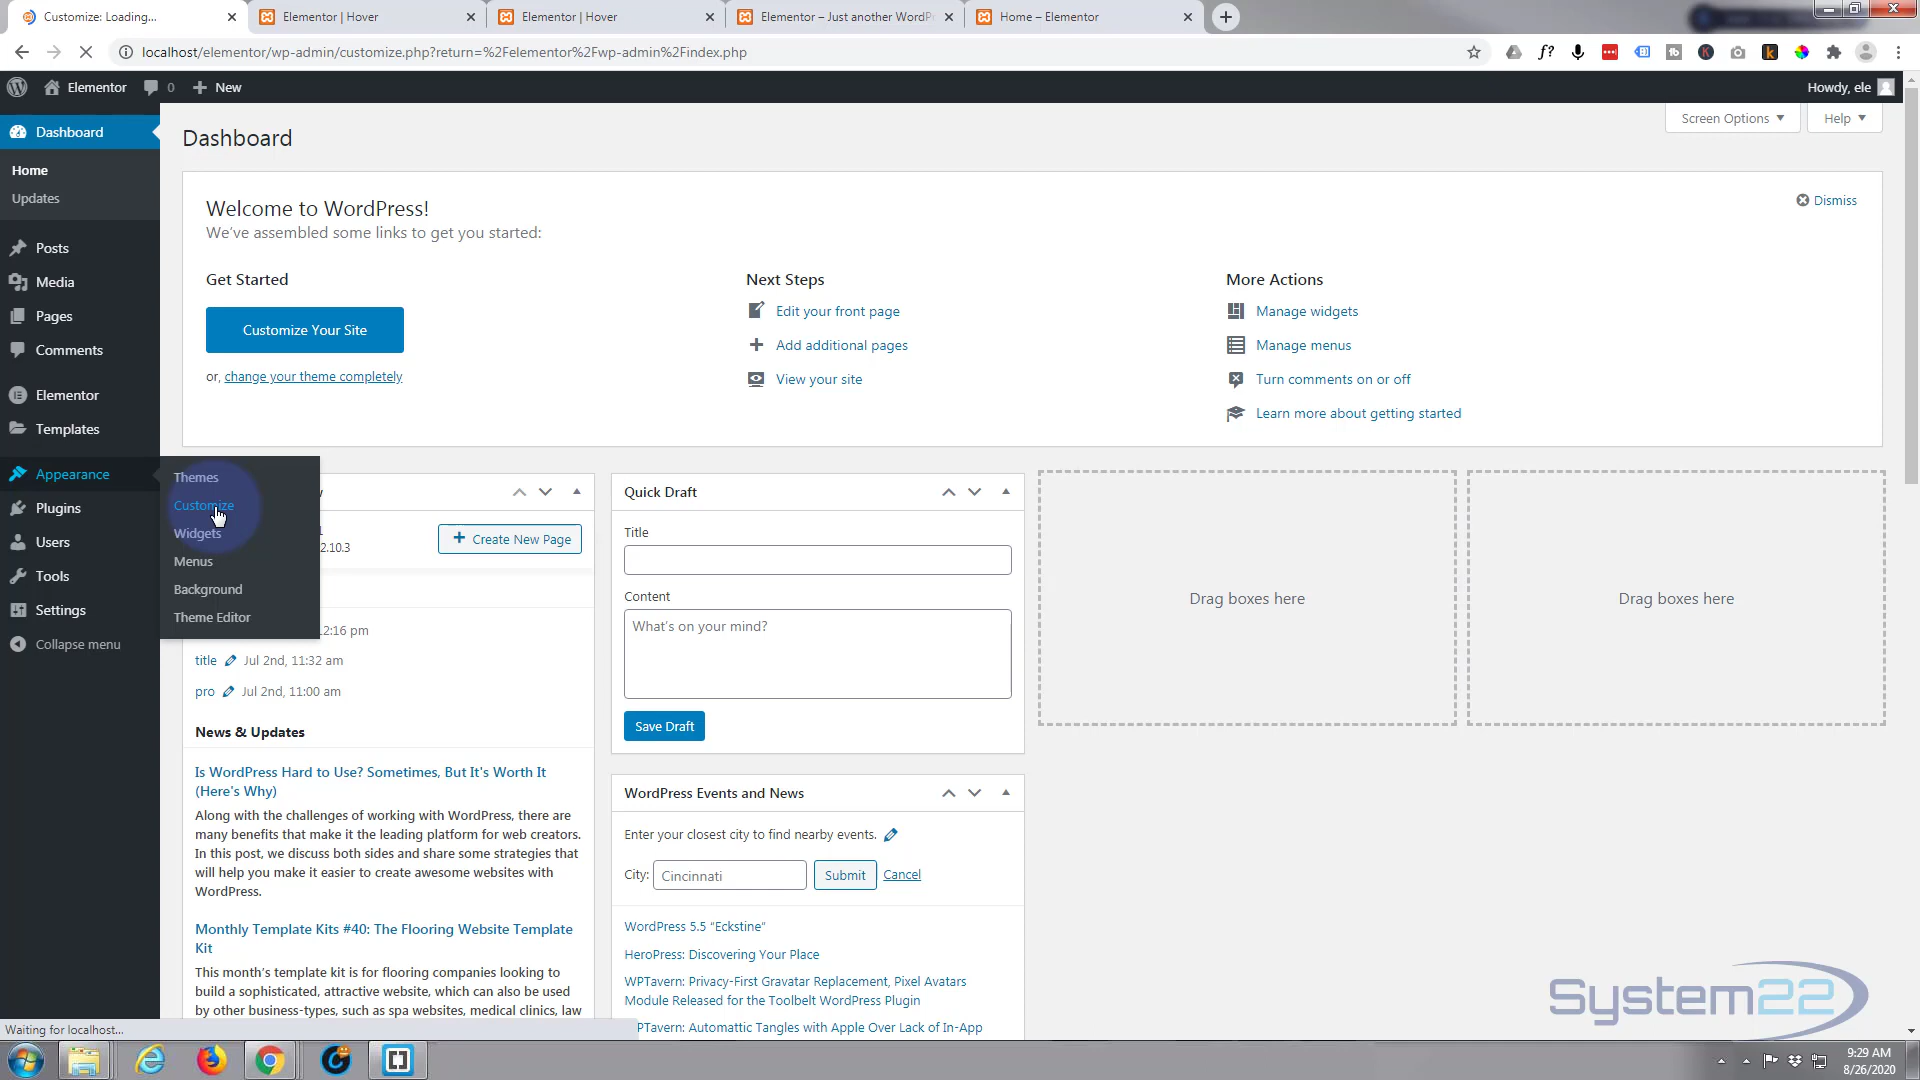 Customize: Loading...
Elementor | Hover
Elementor | Hover
Elementor – Just another WordP
Home – Elementor
localhost/elementor/wp-admin/customize.php?return=%2Felementor%2Fwp-admin%2Findex.php
Elementor
0
New
Howdy, ele
Dashboard
Home
Updates
Posts
Media
Pages
Comments
Elementor
Templates
Appearance
Plugins
Users
Tools
Settings
Collapse menu
Themes
Customize
Widgets
Menus
Background
Theme Editor
Dashboard
Screen Options
Help
Welcome to WordPress!
We've assembled some links to get you started:
Dismiss
Get Started
Customize Your Site
or, change your theme completely
Next Steps
Edit your front page
Add additional pages
View your site
More Actions
Manage widgets
Manage menus
Turn comments on or off
Learn more about getting started
2.10.3
Create New Page
12:16 pm
title Jul 2nd, 11:32 am
pro Jul 2nd, 11:00 am
News & Updates
Is WordPress Hard to Use? Sometimes, But It's Worth It
(Here's Why)
Along with the challenges of working with WordPress, there are
many benefits that make it the leading platform for web creators.
In this post, we discuss both sides and share some strategies that
will help you make it easier to create awesome websites with
WordPress.
Monthly Template Kits #40: The Flooring Website Template
Kit
This month's template kit is for flooring companies looking to
build a sophisticated, attractive website, which can also be used
by other business-types, such as spa websites, medical clinics, law
Quick Draft
Title
Content
What's on your mind?
Save Draft
WordPress Events and News
Enter your closest city to find nearby events.
City: Cincinnati Submit Cancel
WordPress 5.5 "Eckstine"
HeroPress: Discovering Your Place
WPTavern: Privacy-First Gravatar Replacement, Pixel Avatars
Module Released for the Toolbelt WordPress Plugin
PTavern: Automattic Tangles with Apple Over Lack of In-App
Drag boxes here
Drag boxes here
System22
Waiting for localhost...
9:29 AM
8/26/2020